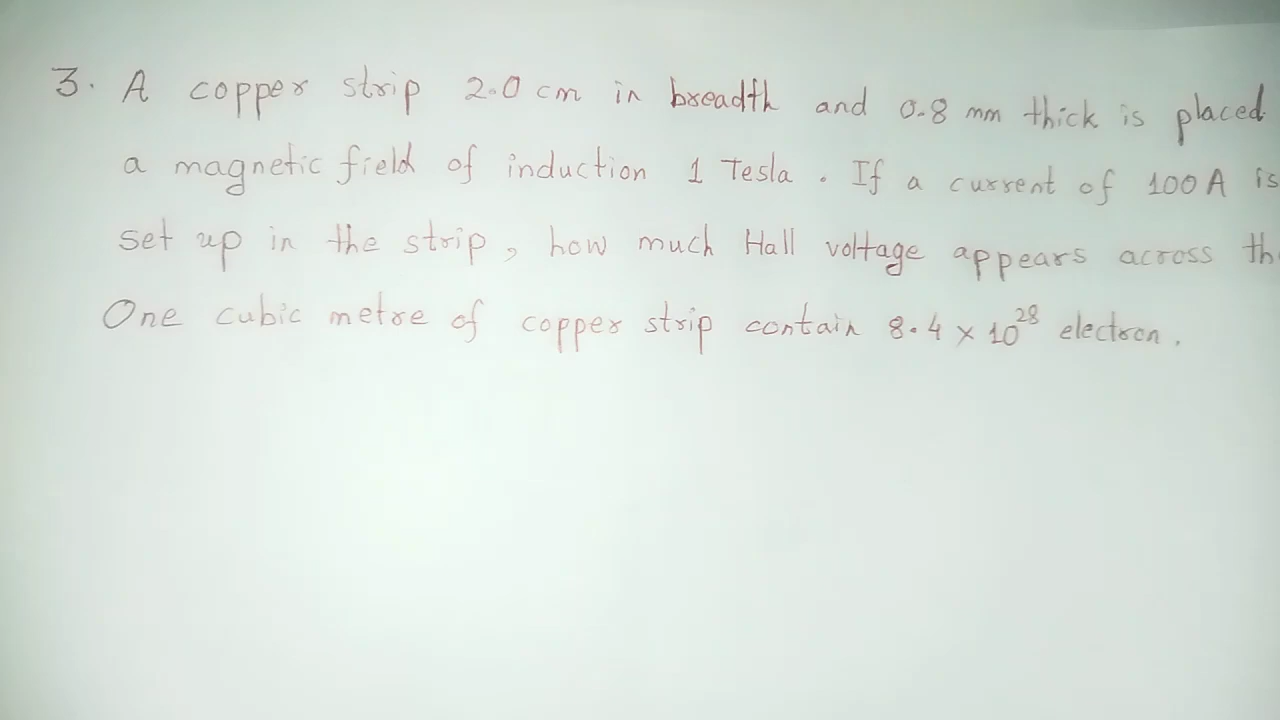 3. A copper strip 2.0 cm in breadth and 0.8 mm thick is placed
a magnetic field of induction 1 Tesla. If a current of 100 A is
set up in the strip, how much Hall voltage appears across
One cubic metre of copper strip contain 8.4 × 10²⁸ electron.